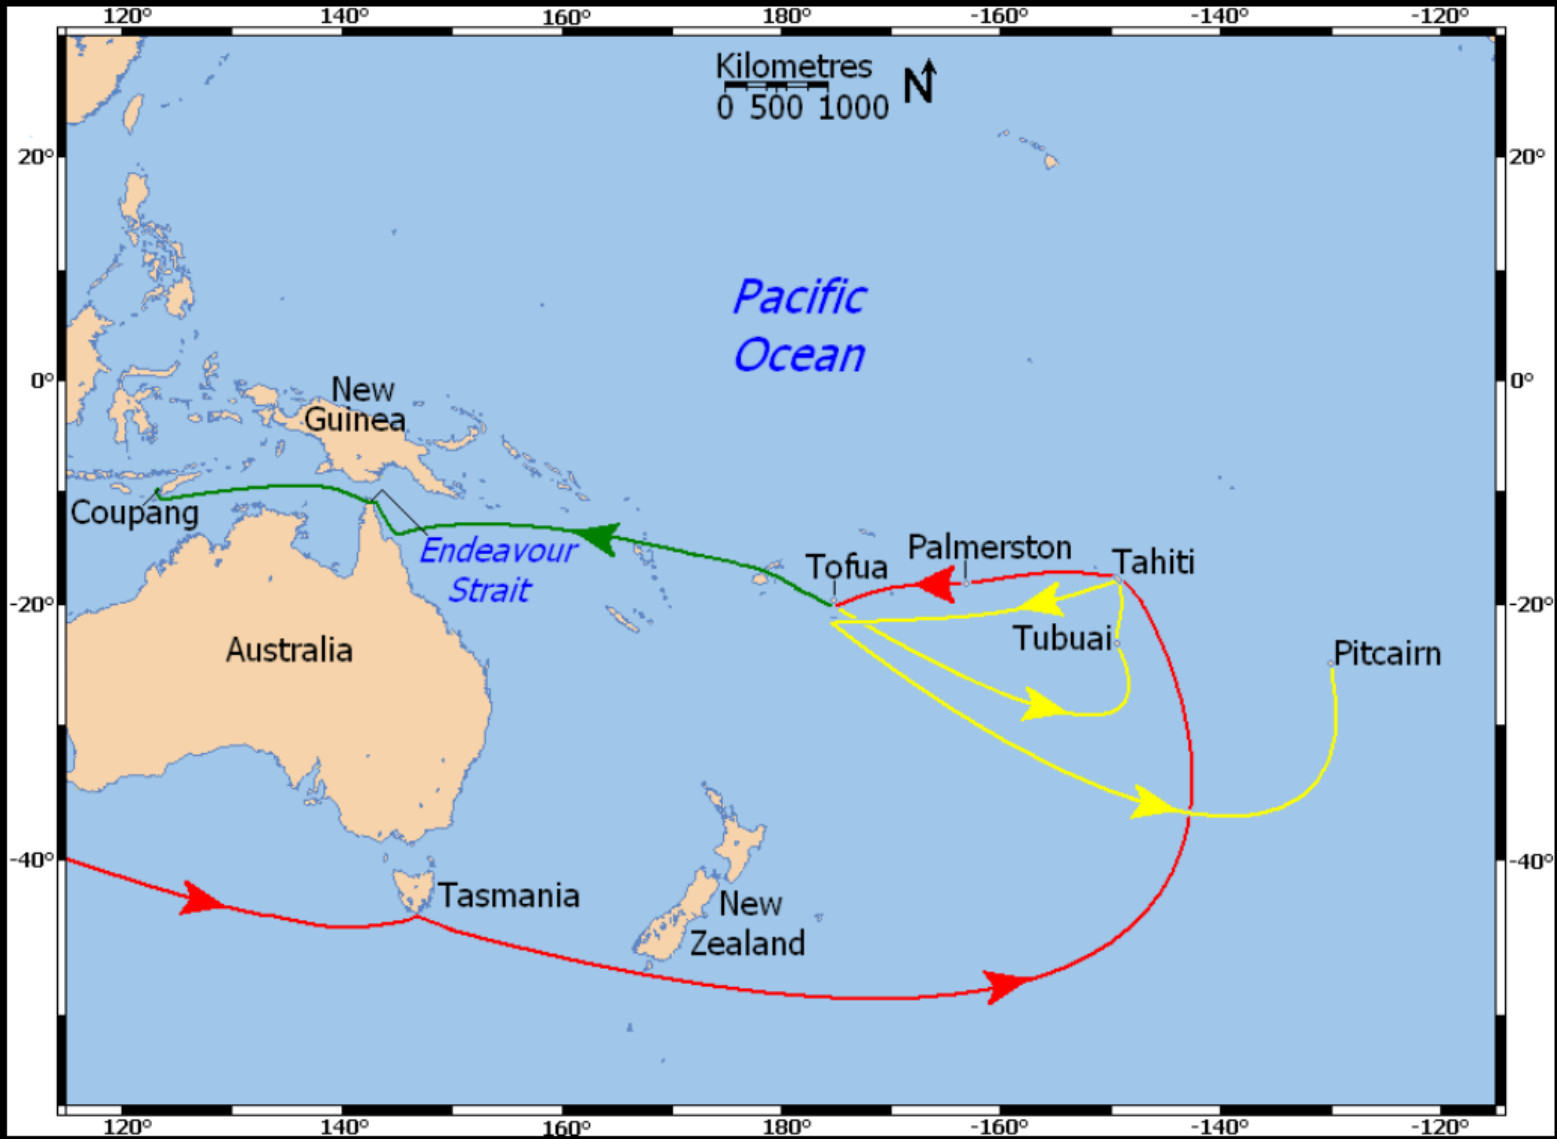 120°
140°
160°
180°
-160°
-140°
-120°
Kilometres
N
0 500 1000
20°
20°
Pacific
Ocean
0°
0°
New
Guinea
Coupang
Endeavour
Strait
Tofua
Palmerston
Tahiti
-20°
-20°
Australia
Tubuai
Pitcairn
-40°
-40°
Tasmania
New
Zealand
120°
140°
160°
180°
-160°
-140°
-120°